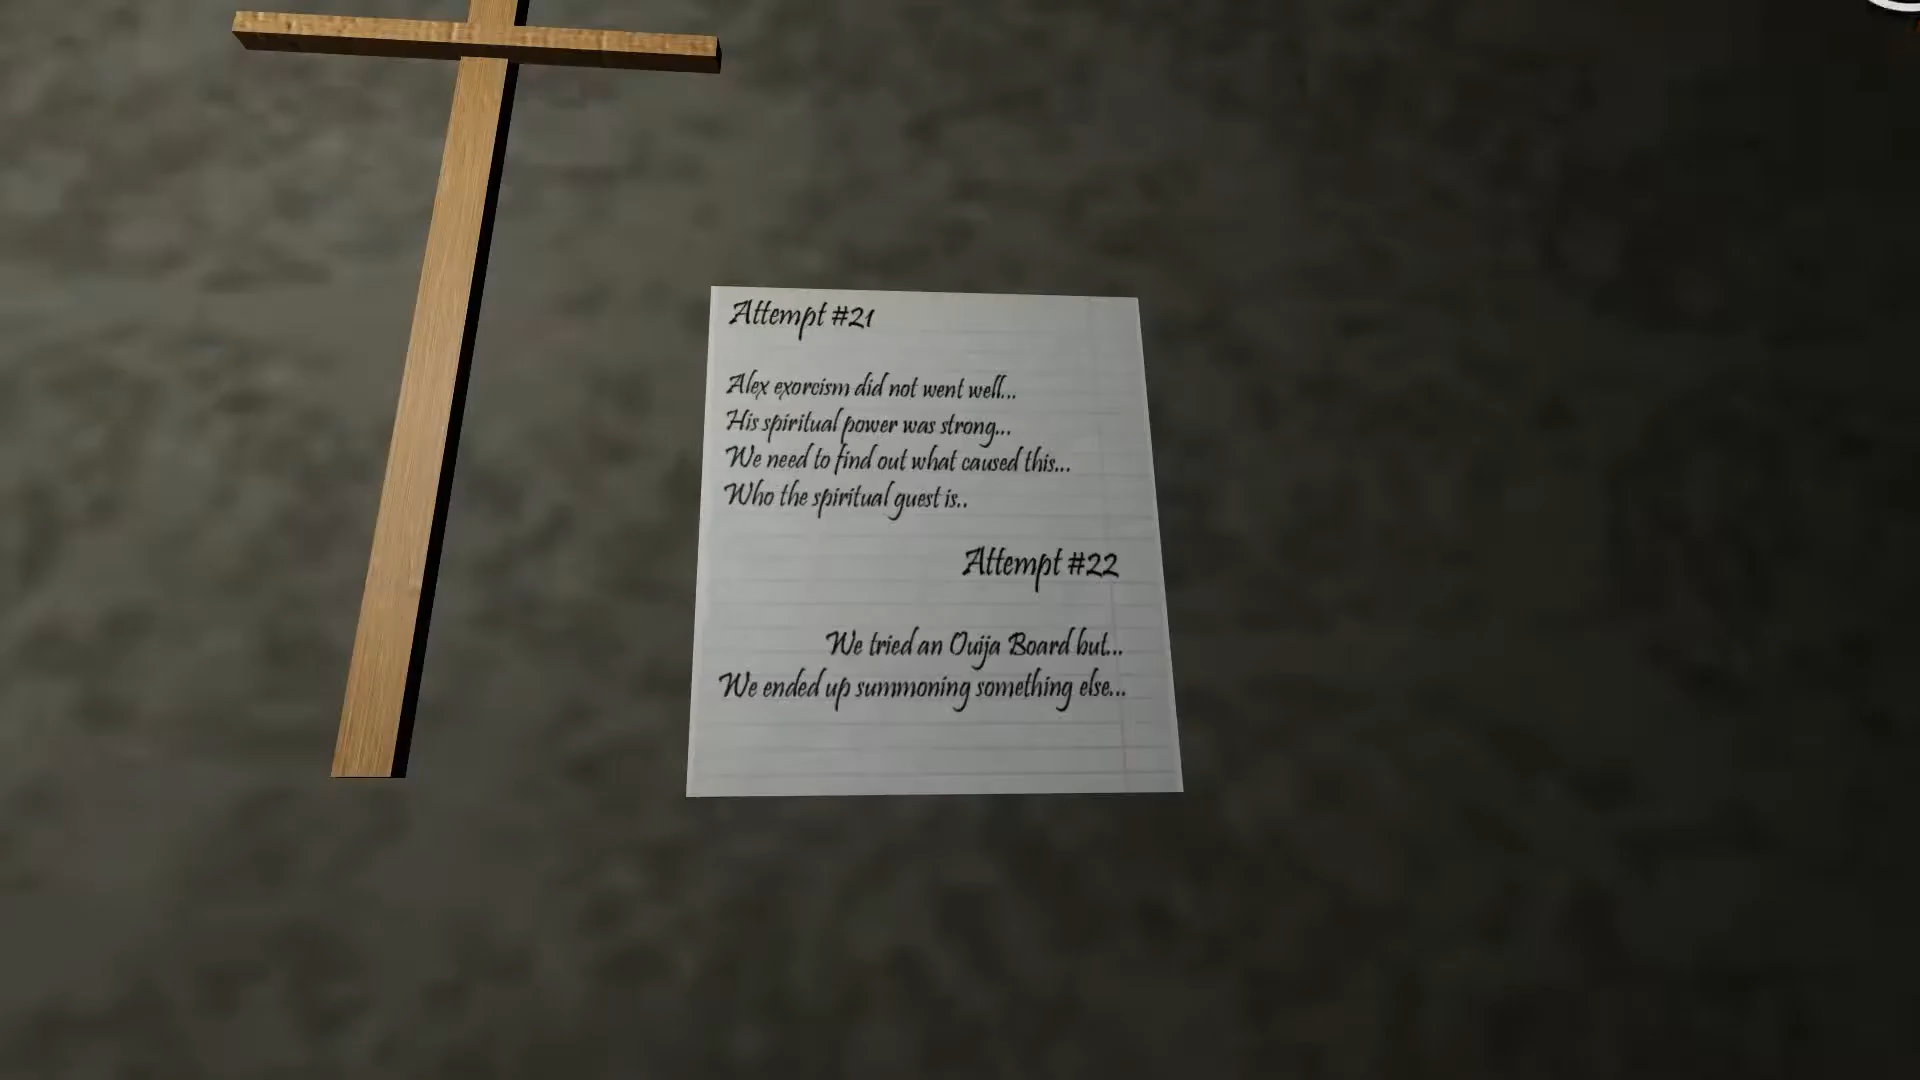 Attempt #21
Alex exorcism did not went well...
His spiritual power was strong...
We need to find out what caused this...
Who the spiritual guest is..
Attempt #22
We tried an Ouija Board but...
We ended up summoning something else...